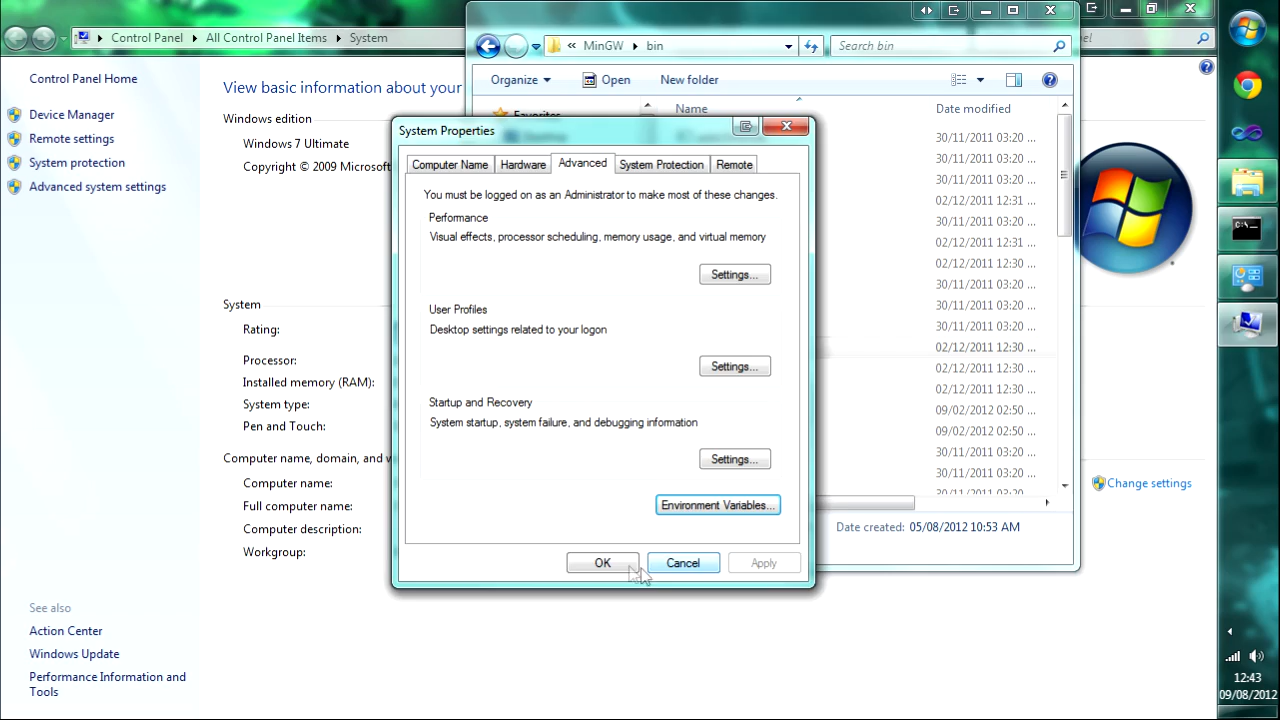 Control Panel
All Control Panel Items
System
MinGW
bin
Search bin
Control Panel Home
Device Manager
Remote settings
System protection
Advanced system settings
View basic information about your
Windows edition
Windows 7 Ultimate
Copyright © 2009 Microsoft
System
Rating:
Processor:
Installed memory (RAM):
System type:
Pen and Touch:
Computer name, domain, and w
Computer name:
Full computer name:
Computer description:
Workgroup:
Change settings
See also
Action Center
Windows Update
Performance Information and
Tools
Organize
Open
New folder
Favorites
Desktop
Name
Date modified
30/11/2011 03:20 ...
30/11/2011 03:20 ...
30/11/2011 03:20 ...
02/12/2011 12:31 ...
30/11/2011 03:20 ...
02/12/2011 12:31 ...
02/12/2011 12:30 ...
30/11/2011 03:20 ...
30/11/2011 03:20 ...
30/11/2011 03:20 ...
02/12/2011 12:30 ...
02/12/2011 12:30 ...
02/12/2011 12:30 ...
09/02/2012 02:50 ...
09/02/2012 02:50 ...
30/11/2011 03:20 ...
30/11/2011 03:20 ...
30/11/2011 03:20 ...
Date created: 05/08/2012 10:53 AM
System Properties
Computer Name
Hardware
Advanced
System Protection
Remote
You must be logged on as an Administrator to make most of these changes.
Performance
Visual effects, processor scheduling, memory usage, and virtual memory
Settings...
User Profiles
Desktop settings related to your logon
Settings...
Startup and Recovery
System startup, system failure, and debugging information
Settings...
Environment Variables...
OK
Cancel
Apply
C:\.
12:43
09/08/2012